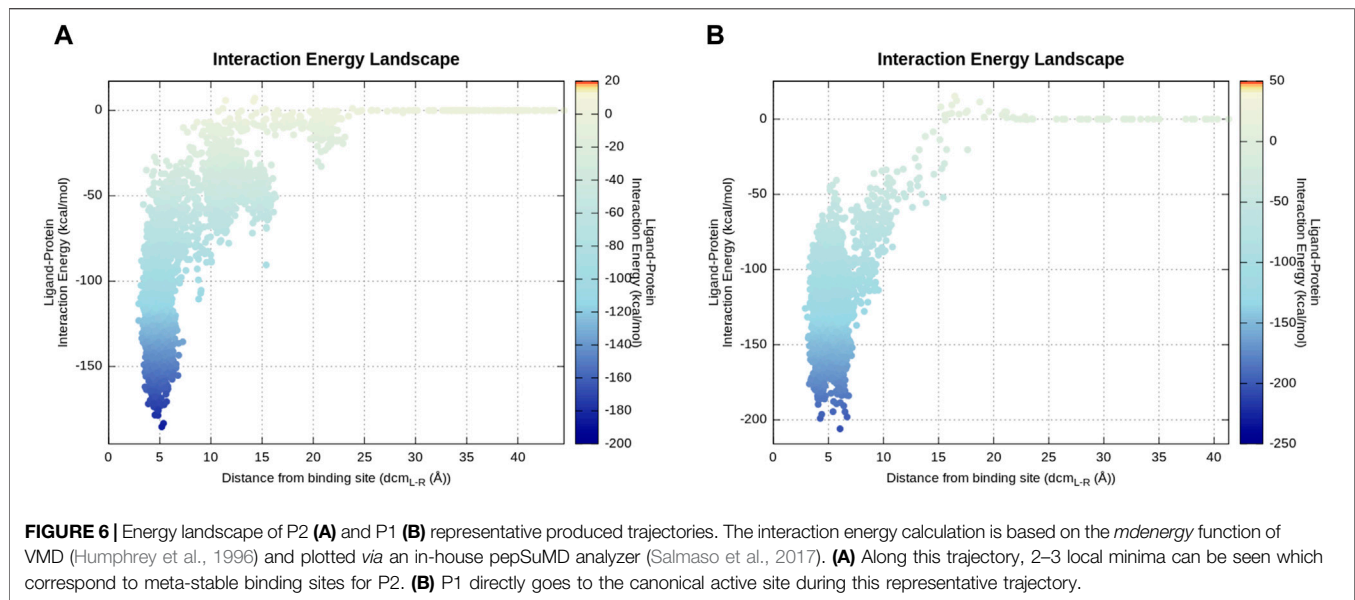 A
Interaction Energy Landscape
Ligand-Protein
Interaction Energy (kcal/mol)
0
-50
-100
-150
0 5 10 15 20 25 30 35 40
Distance from binding site (dcmL-R (Å))
20
0
-20
-40
-60
-80
-100
-120
-140
-160
-180
-200
Ligand-Protein
Interaction Energy (kcal/mol)
B
Interaction Energy Landscape
Ligand-Protein
Interaction Energy (kcal/mol)
0
-50
-100
-150
-200
0 5 10 15 20 25 30 35 40
Distance from binding site (dcmL-R (Å))
50
0
-50
-100
-150
-200
-250
Ligand-Protein
Interaction Energy (kcal/mol)
FIGURE 6 | Energy landscape of P2 (A) and P1 (B) representative produced trajectories. The interaction energy calculation is based on the mdenergy function of
VMD (Humphrey et al., 1996) and plotted via an in-house pepSuMD analyzer (Salmaso et al., 2017). (A) Along this trajectory, 2–3 local minima can be seen which
correspond to meta-stable binding sites for P2. (B) P1 directly goes to the canonical active site during this representative trajectory.